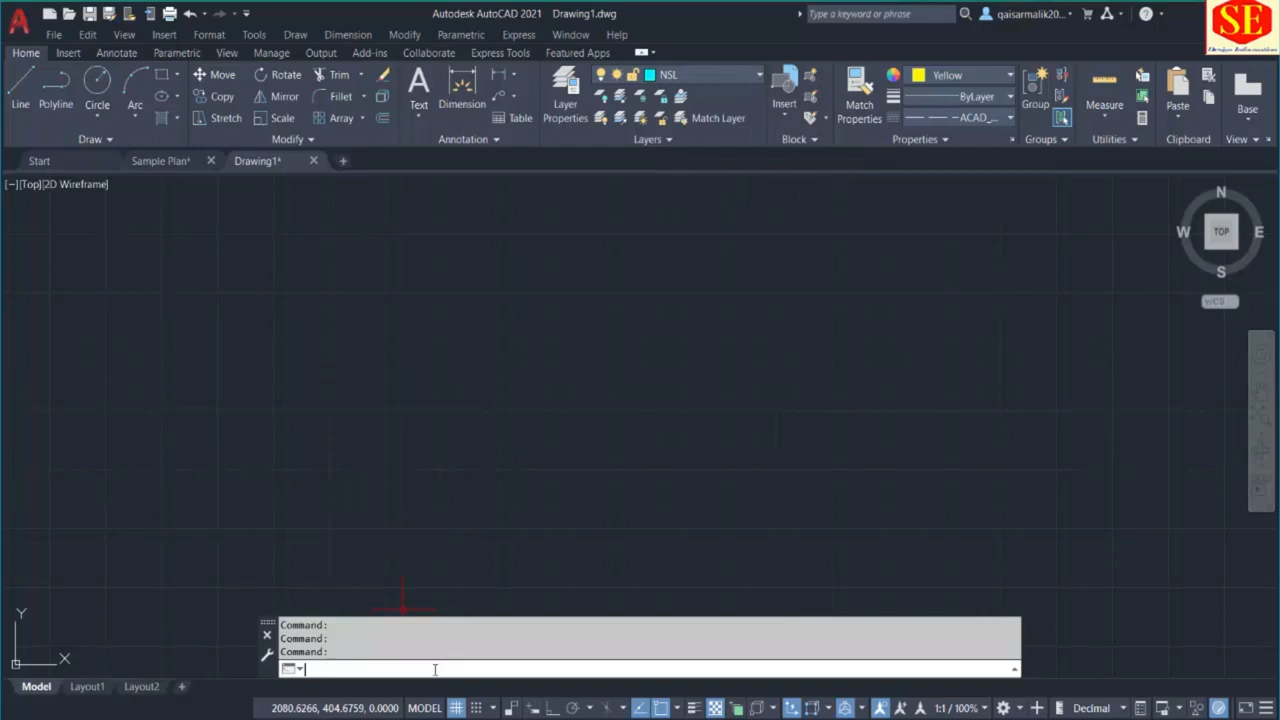 Autodesk AutoCAD 2021 Drawing1.dwg
Type a keyword or phrase
qaisarmalik20...
SE
File Edit View Insert Format Tools Draw Dimension Modify Parametric Express Window Help
Home Insert Annotate Parametric View Manage Output Add-ins Collaborate Express Tools Featured Apps
Line Polyline Circle Arc
Move Rotate Trim
Copy Mirror Fillet
Stretch Scale Array
Text Dimension Table
Layer Properties
NSL
Match Layer
Insert
Match Properties
Yellow
ByLayer
ACAD_...
Group
Measure
Paste
Base
Draw Modify Annotation Layers Block Properties Groups Utilities Clipboard View
Start Sample Plan* Drawing1*
[−][Top][2D Wireframe]
N
W TOP E
S
WCS
Y
X
Command:
Command:
Command:
Model Layout1 Layout2
2080.6266, 404.6759, 0.0000 MODEL 1:1 / 100% Decimal